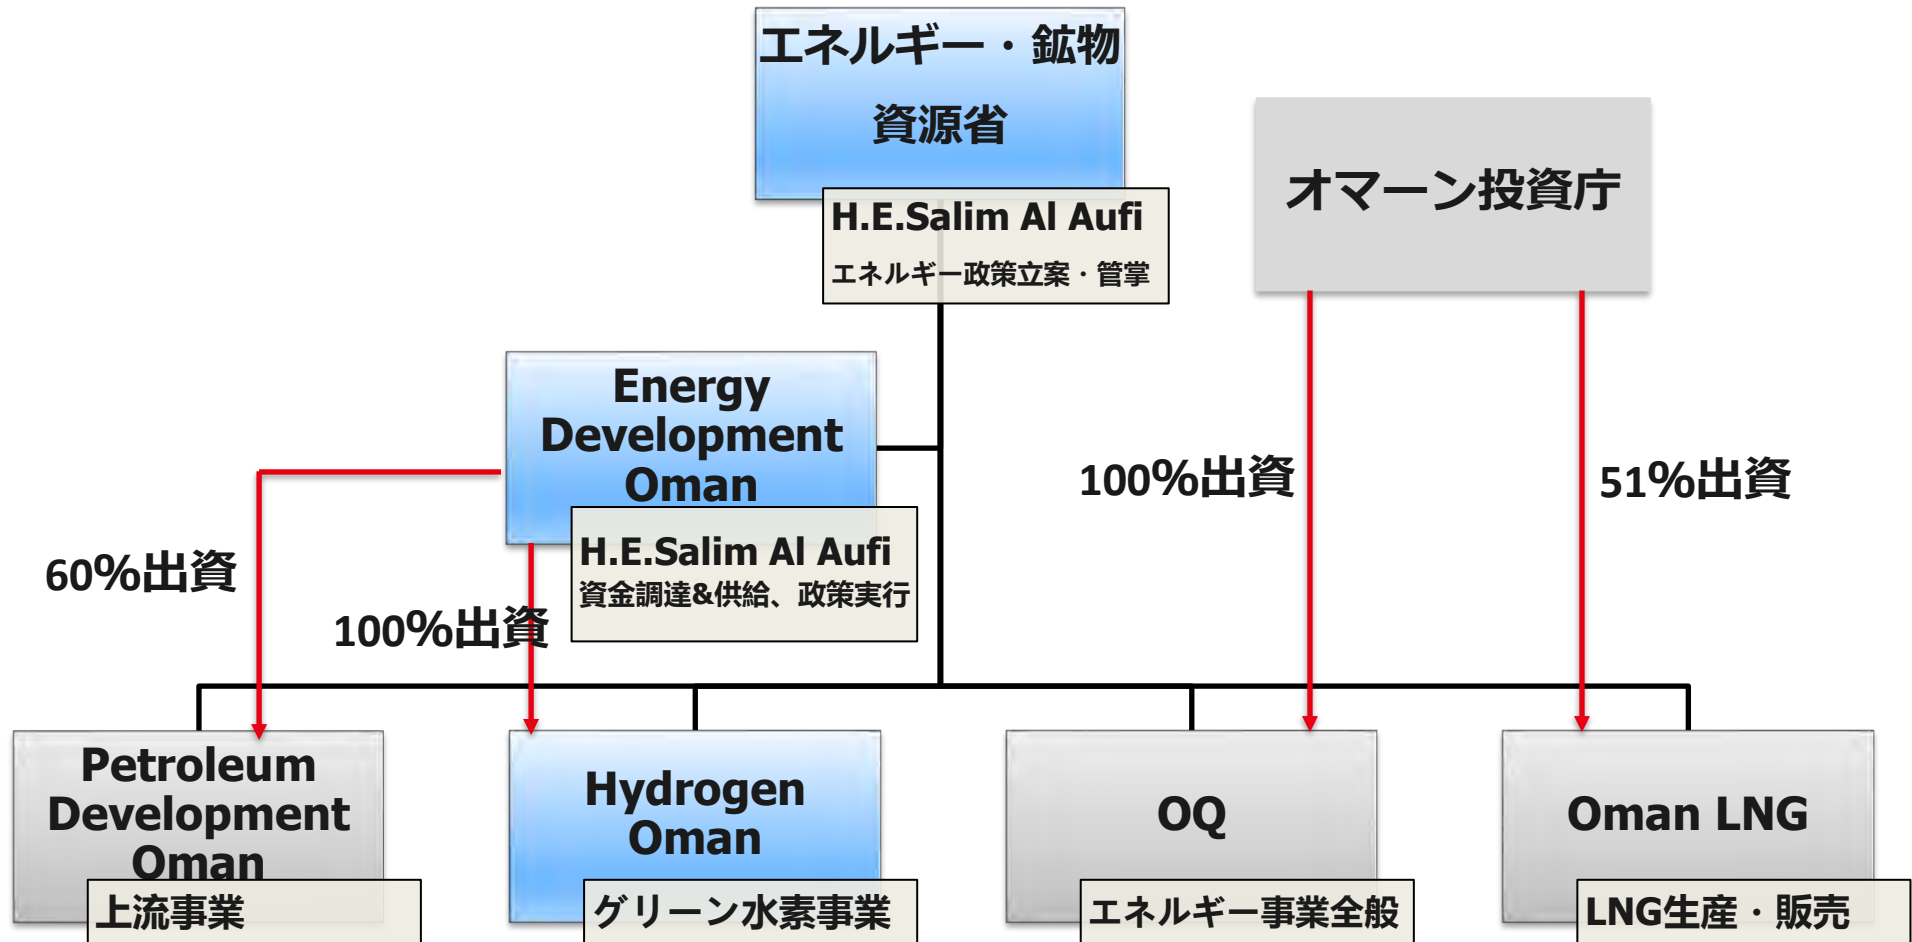 エネルギー・鉱物
資源省
H.E.Salim Al Aufi
エネルギー政策立案・管掌
オマーン投資庁
Energy
Development
Oman
H.E.Salim Al Aufi
資金調達&供給、政策実行
60%出資
100%出資
100%出資
51%出資
Petroleum
Development
Oman
上流事業
Hydrogen
Oman
グリーン水素事業
OQ
エネルギー事業全般
Oman LNG
LNG生産・販売